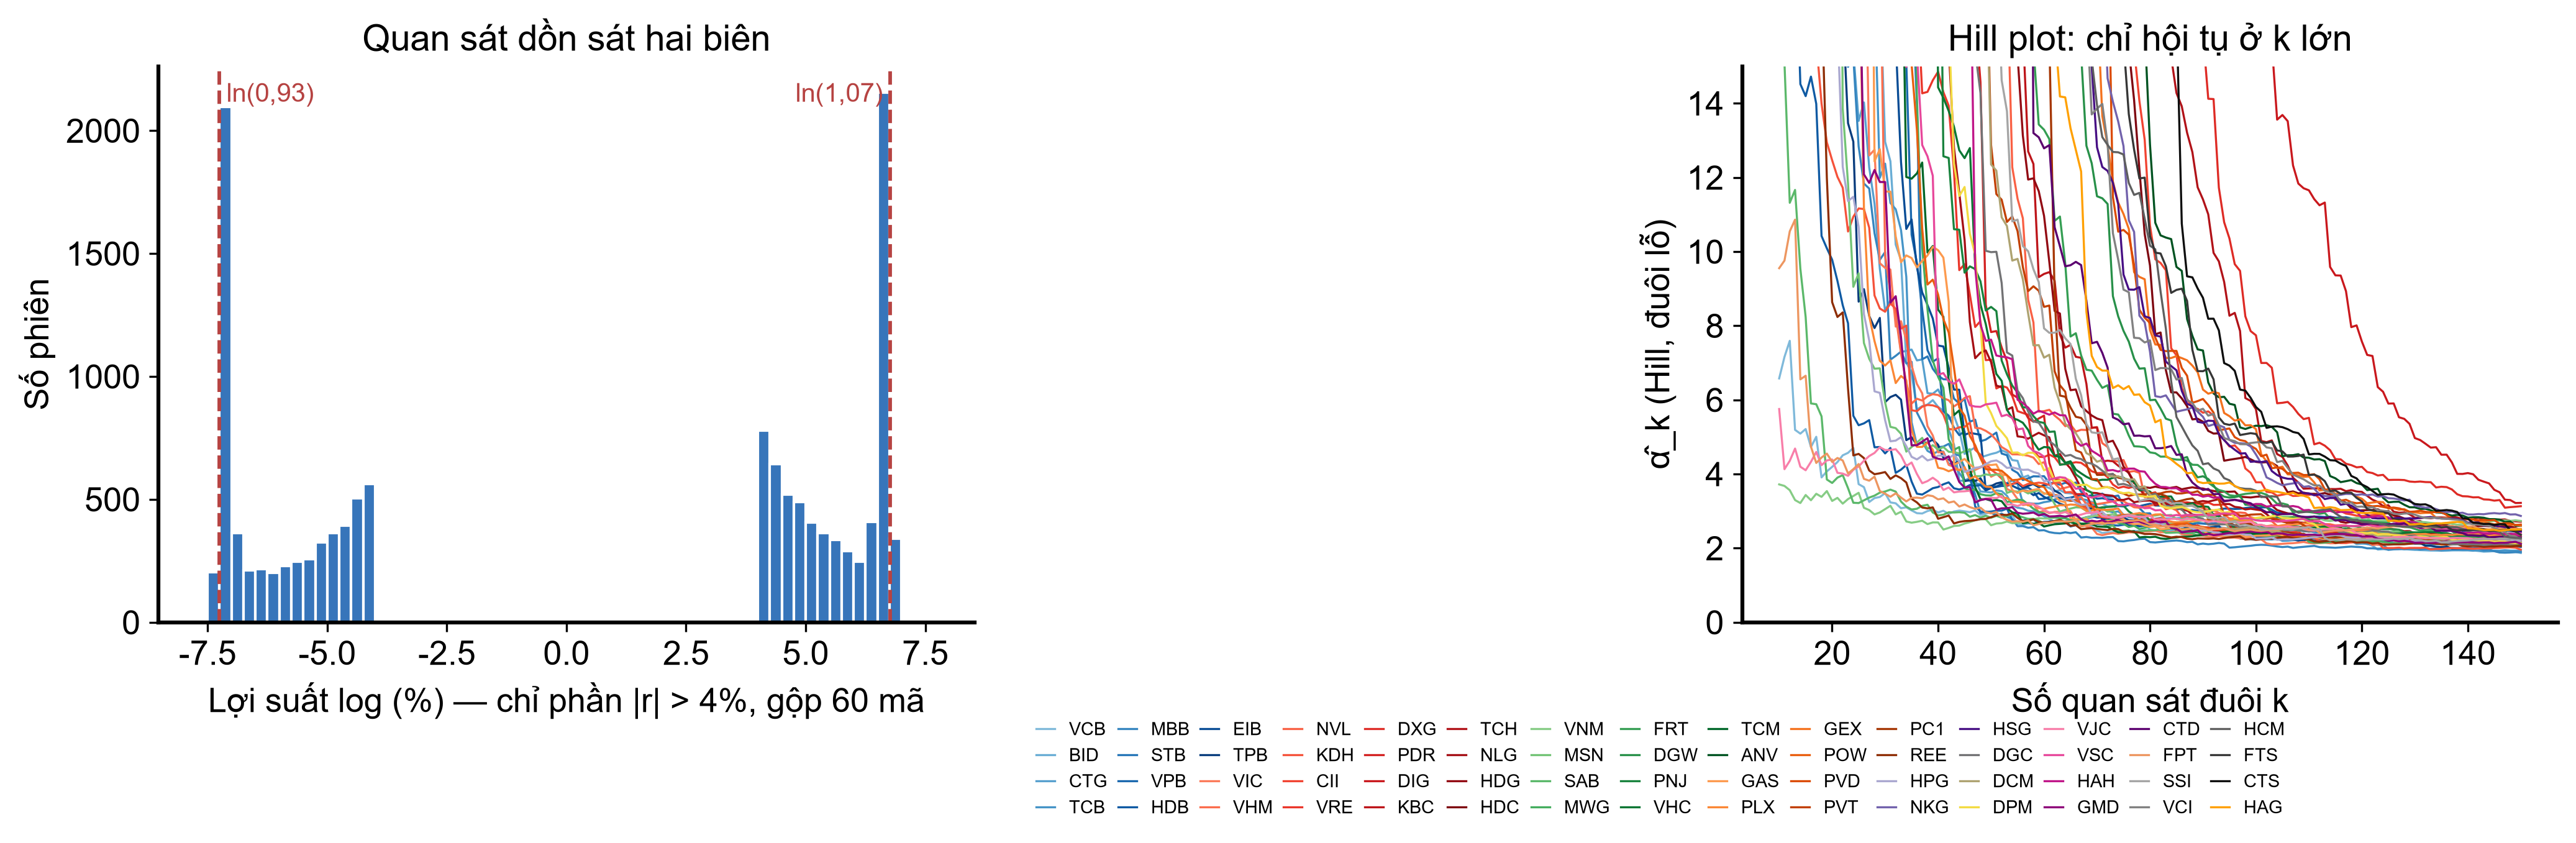 Quan sát dồn sát hai biên
ln(0,93)
ln(1,07)
Số phiên
2000
1500
1000
500
0
-7.5 -5.0 -2.5 0.0 2.5 5.0 7.5
Lợi suất log (%) — chỉ phần |r| > 4%, gộp 60 mã
Hill plot: chỉ hội tụ ở k lớn
α̂_k (Hill, đuôi lỗ)
14
12
10
8
6
4
2
0
20 40 60 80 100 120 140
Số quan sát đuôi k
VCB MBB EIB NVL DXG TCH VNM FRT TCM GEX PC1 HSG VJC CTD HCM
BID STB TPB KDH PDR NLG MSN DGW ANV POW REE DGC VSC FPT FTS
CTG VPB VIC CII DIG HDG SAB PNJ GAS PVD HPG DCM HAH SSI CTS
TCB HDB VHM VRE KBC HDC MWG VHC PLX PVT NKG DPM GMD VCI HAG